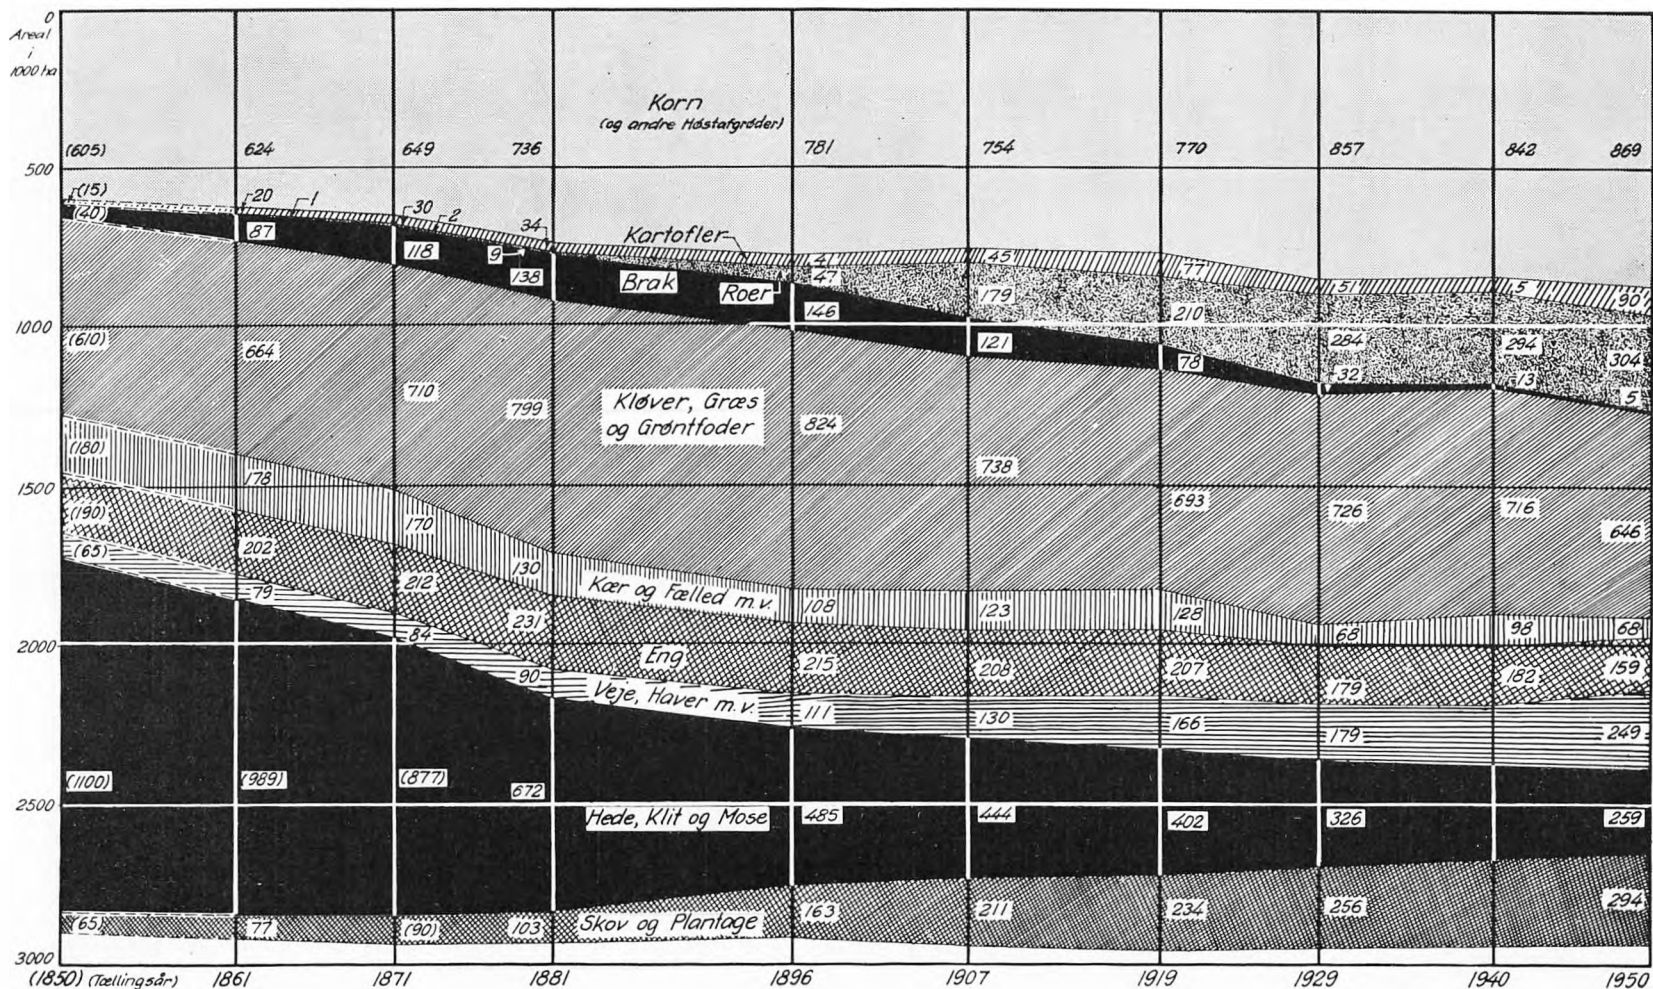 0
Areal
i
1000 ha
Korn
(og andre Høstafgrøder)
(605) 624 649 736 781 754 770 857 842 869
500
(15) 20 1 30 2 34 Kartofler 41 45 77 51 5 90
(40) 87 118 9 138 Brak Roer 47 179 210 284 294 304
146 121 78 32 13 5
1000
(610) 664 710 799 Kløver, Græs
og Grøntfoder 824 738 693 726 716 646
(180) 178 170 130 Kær og Fælled m.v. 108 123 128 68 98 68
1500
(190) 202 212 231 Eng 215 208 207 179 182 159
(65) 79 84 90 Veje, Haver m.v. 111 130 166 179 249
2000
(1100) (989) (877) 672 Hede, Klit og Mose 485 444 402 326 259
2500
(65) 77 (90) 103 Skov og Plantage 163 211 234 256 294
3000
(1850) (Tællingsår) 1861 1871 1881 1896 1907 1919 1929 1940 1950